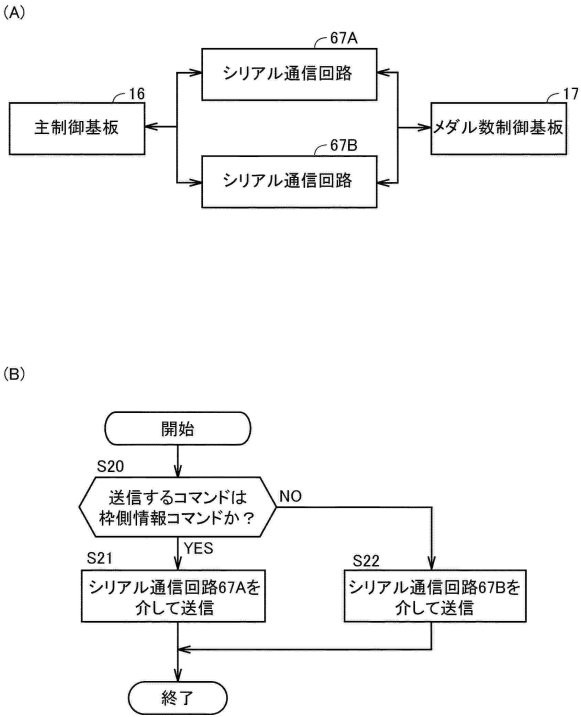 (A)
67A
シリアル通信回路
16
主制御基板
17
メダル数制御基板
67B
シリアル通信回路
(B)
開始
S20
送信するコマンドは
枠側情報コマンドか？
NO
YES
S21
シリアル通信回路67Aを
介して送信
S22
シリアル通信回路67Bを
介して送信
終了